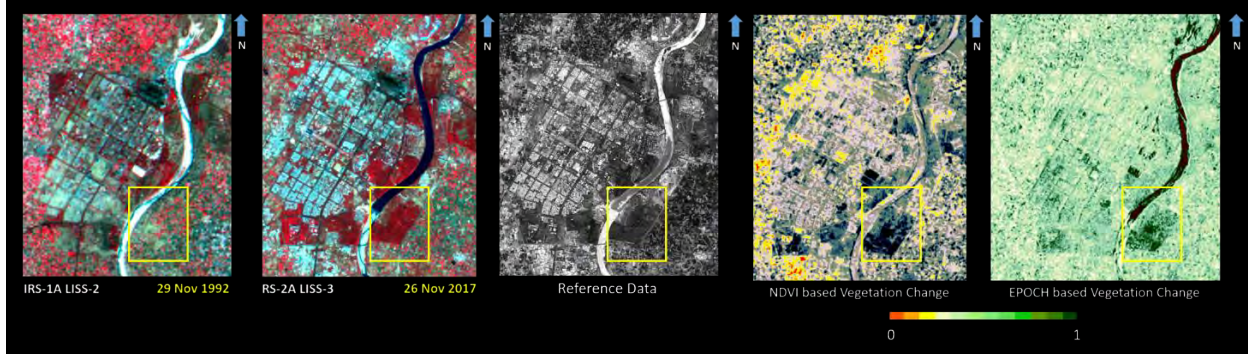 N
N
N
N
N
IRS-1A LISS-2 29 Nov 1992
RS-2A LISS-3 26 Nov 2017
Reference Data
NDVI based Vegetation Change
EPOCH based Vegetation Change
0 1